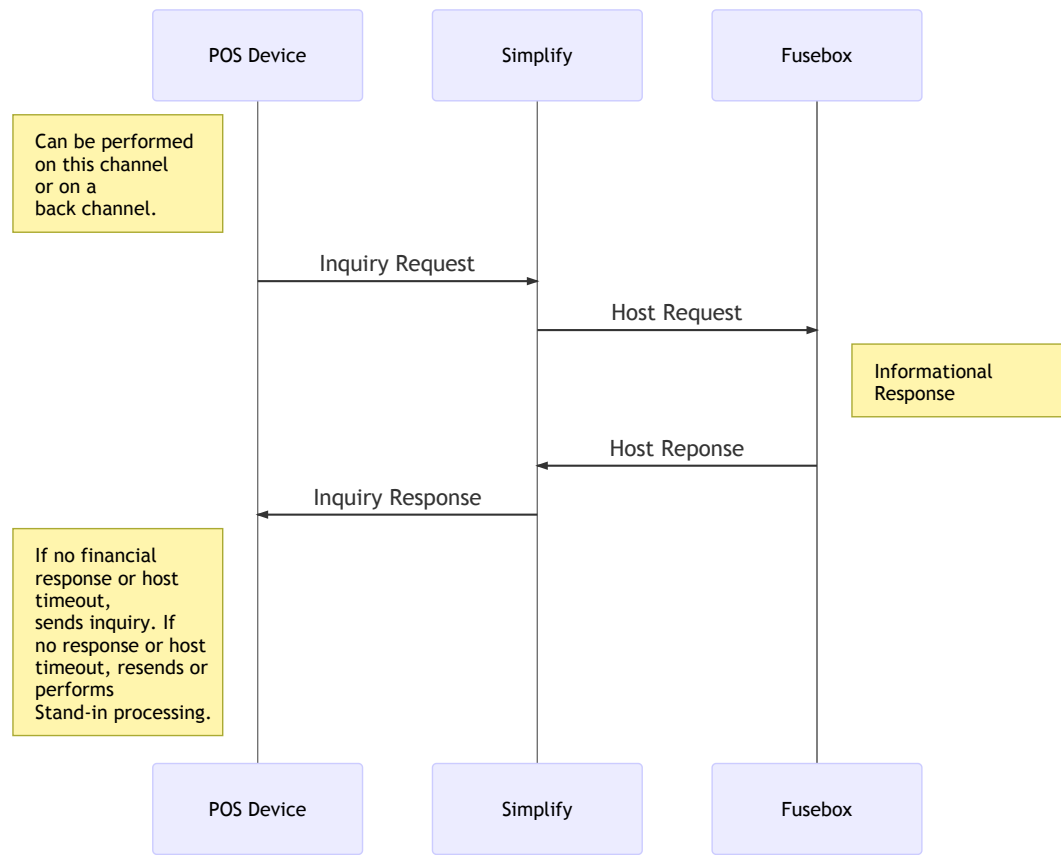 POS Device
Simplify
Fusebox
Can be performed
on this channel
or on a
back channel.
Inquiry Request
Host Request
Informational
Response
Host Reponse
Inquiry Response
If no financial
response or host
timeout,
sends inquiry. If
no response or host
timeout, resends or
performs
Stand-in processing.
POS Device
Simplify
Fusebox